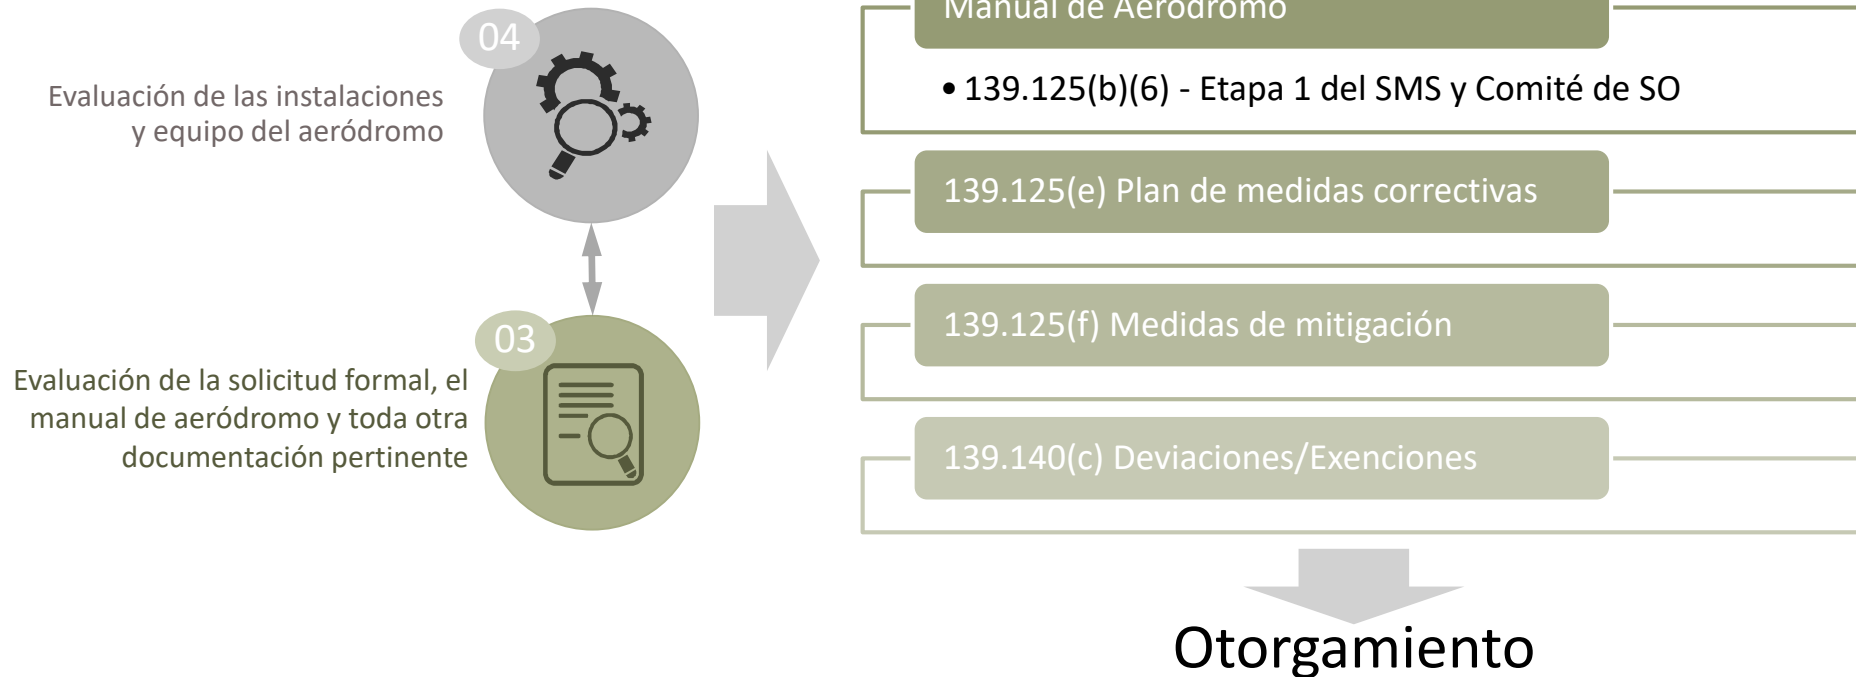 04
Evaluación de las instalaciones
y equipo del aeródromo
03
Evaluación de la solicitud formal, el
manual de aeródromo y toda otra
documentación pertinente
Manual de Aeródromo
• 139.125(b)(6) - Etapa 1 del SMS y Comité de SO
139.125(e) Plan de medidas correctivas
139.125(f) Medidas de mitigación
139.140(c) Deviaciones/Exenciones
Otorgamiento